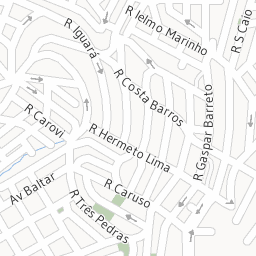 R Iguará
R Ielmo Marinho
R S Caio
R Costa Barros
R Gaspar Barreto
R Carovi
R Hermeto Lima
Av Baltar
R Caruso
R Três Pedras